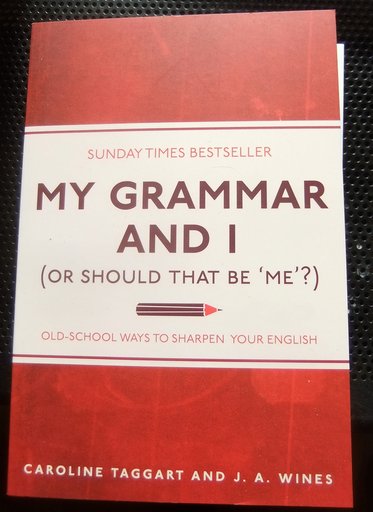 SUNDAY TIMES BESTSELLER
MY GRAMMAR
AND I
(OR SHOULD THAT BE 'ME'?)
OLD-SCHOOL WAYS TO SHARPEN YOUR ENGLISH
CAROLINE TAGGART AND J. A. WINES